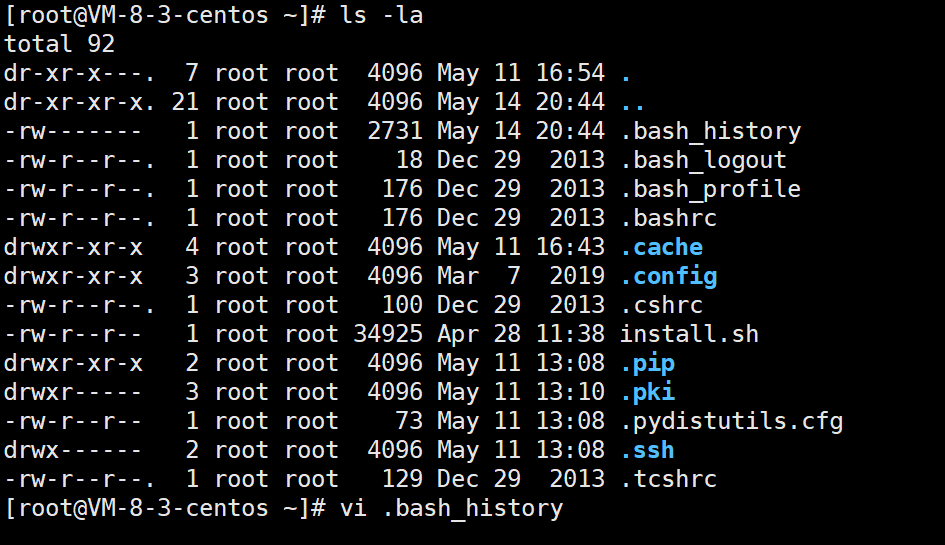 [root@VM-8-3-centos ~]# ls -la
total 92
dr-xr-x---.  7 root root  4096 May 11 16:54 .
dr-xr-xr-x. 21 root root  4096 May 14 20:44 ..
-rw-------   1 root root  2731 May 14 20:44 .bash_history
-rw-r--r--.  1 root root    18 Dec 29  2013 .bash_logout
-rw-r--r--.  1 root root   176 Dec 29  2013 .bash_profile
-rw-r--r--.  1 root root   176 Dec 29  2013 .bashrc
drwxr-xr-x   4 root root  4096 May 11 16:43 .cache
drwxr-xr-x   3 root root  4096 Mar  7  2019 .config
-rw-r--r--.  1 root root   100 Dec 29  2013 .cshrc
-rw-r--r--   1 root root 34925 Apr 28 11:38 install.sh
drwxr-xr-x   2 root root  4096 May 11 13:08 .pip
drwxr-----   3 root root  4096 May 11 13:10 .pki
-rw-r--r--   1 root root    73 May 11 13:08 .pydistutils.cfg
drwx------   2 root root  4096 May 11 13:08 .ssh
-rw-r--r--.  1 root root   129 Dec 29  2013 .tcshrc
[root@VM-8-3-centos ~]# vi .bash_history